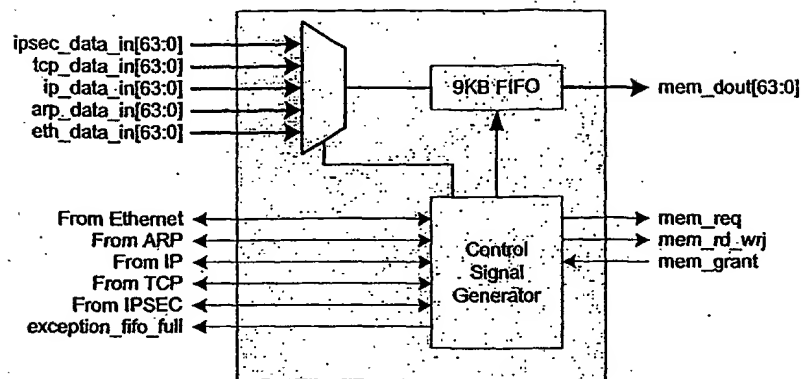 ipsec_data_in[63:0]
tcp_data_in[63:0]
ip_data_in[63:0]
arp_data_in[63:0]
eth_data_in[63:0]
9KB FIFO
mem_dout[63:0]
From Ethernet
From ARP
From IP
From TCP
From IPSEC
exception_fifo_full
Control
Signal
Generator
mem_req
mem_rd_wrj
mem_grant